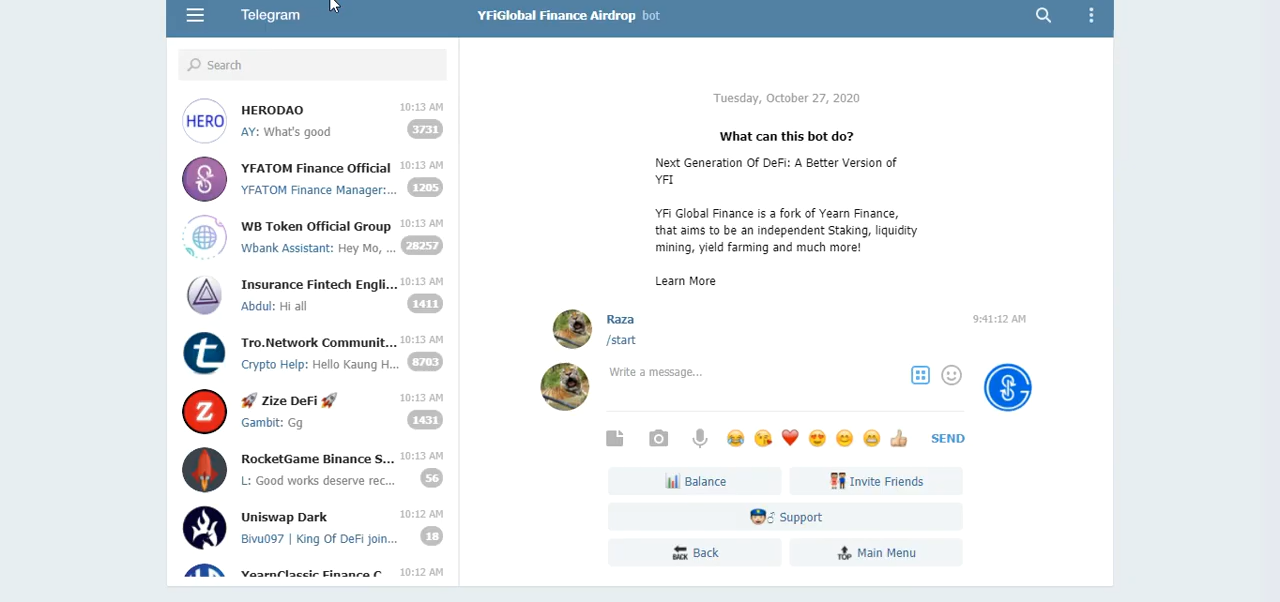 Telegram
YFiGlobal Finance Airdrop bot
Search
HERODAO 10:13 AM
AY: What's good 3731
YFATOM Finance Official 10:13 AM
YFATOM Finance Manager:... 1205
WB Token Official Group 10:13 AM
Wbank Assistant: Hey Mo, ... 28257
Insurance Fintech Engli... 10:13 AM
Abdul: Hi all 1411
Tro.Network Communit... 10:13 AM
Crypto Help: Hello Kaung H... 8703
🚀 Zize DeFi 🚀 10:13 AM
Gambit: Gg 1431
RocketGame Binance S... 10:13 AM
L: Good works deserve rec... 56
Uniswap Dark 10:12 AM
Bivu097 | King Of DeFi join... 18
YearnClassic Finance C 10:12 AM
HERO
Tuesday, October 27, 2020
What can this bot do?
Next Generation Of DeFi: A Better Version of
YFI
YFi Global Finance is a fork of Yearn Finance,
that aims to be an independent Staking, liquidity
mining, yield farming and much more!
Learn More
Raza 9:41:12 AM
/start
Write a message...
SEND
Balance
Invite Friends
Support
BACK Back
TOP Main Menu